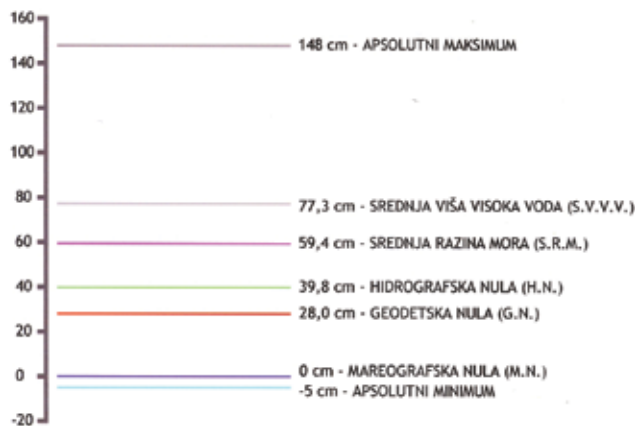 160
148 cm - APSOLUTNI MAKSIMUM
140
120
100
80
77,3 cm - SREDNJA VIŠA VISOKA VODA (S.V.V.V.)
60
59,4 cm - SREDNJA RAZINA MORA (S.R.M.)
40
39,8 cm - HIDROGRAFSKA NULA (H.N.)
28,0 cm - GEODETSKA NULA (G.N.)
20
0
0 cm - MAREOGRAFSKA NULA (M.N.)
-5 cm - APSOLUTNI MINIMUM
-20